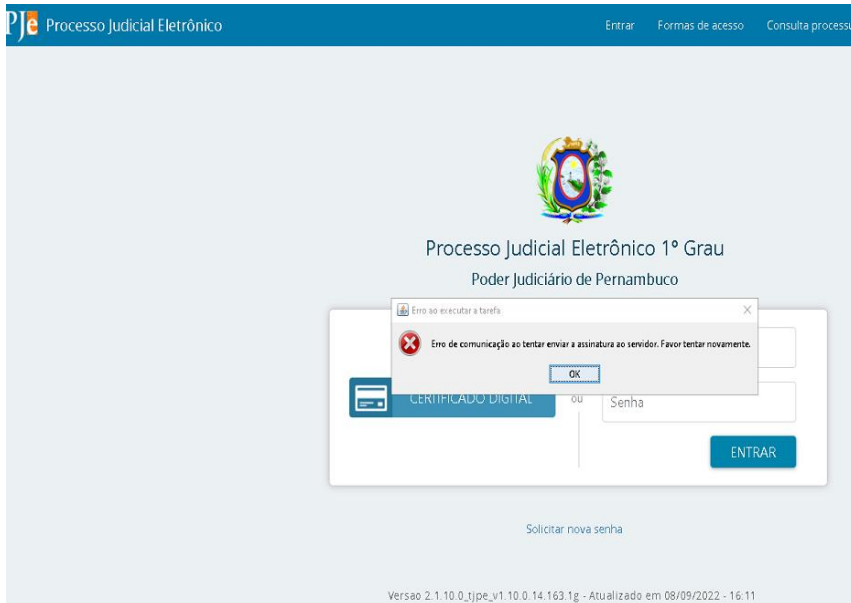 PJe Processo Judicial Eletrônico
Entrar Formas de acesso Consulta processu
Processo Judicial Eletrônico 1º Grau
Poder Judiciário de Pernambuco
Erro ao executar a tarefa
Erro de comunicação ao tentar enviar a assinatura ao servidor. Favor tentar novamente.
OK
CERTIFICADO DIGITAL
ou
Senha
ENTRAR
Solicitar nova senha
Versao 2.1.10.0_tjpe_v1.10.0.14.163.1g - Atualizado em 08/09/2022 - 16:11